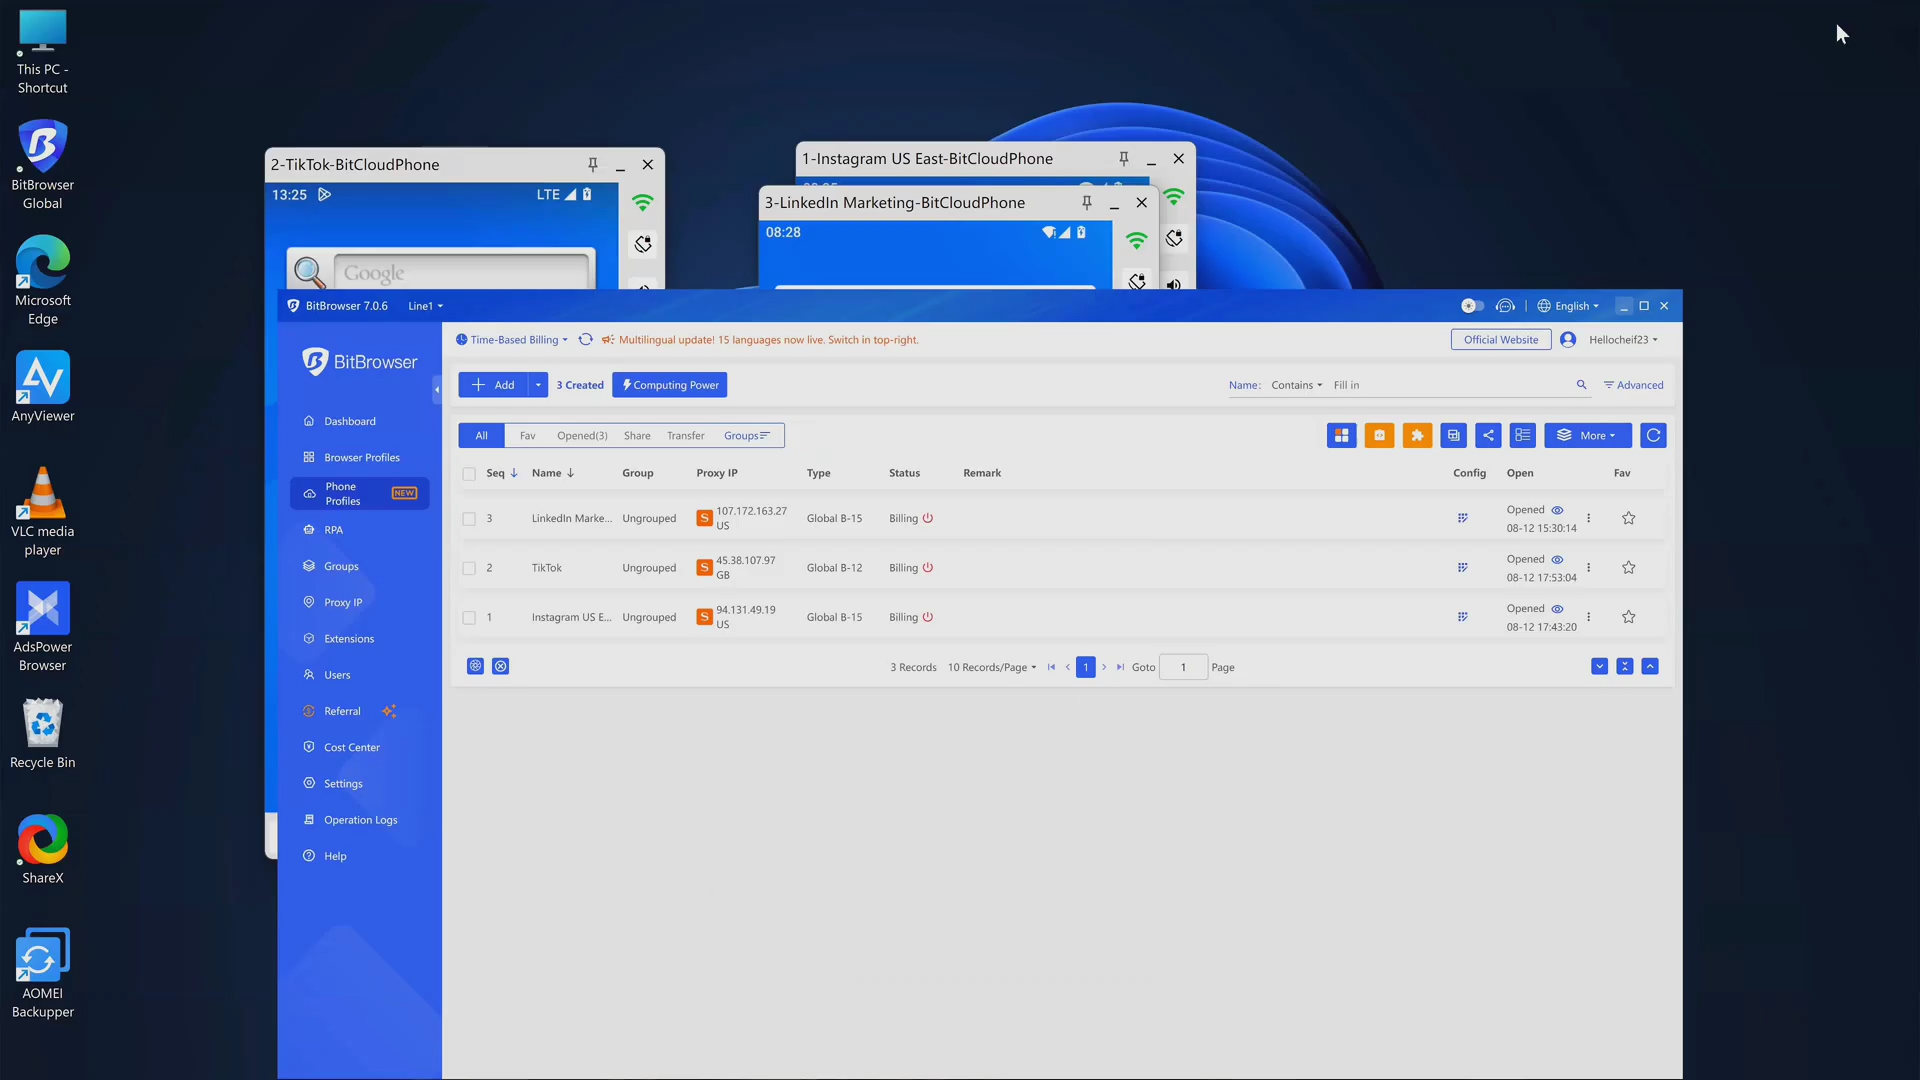 This PC -
Shortcut
BitBrowser
Global
Microsoft
Edge
AnyViewer
VLC media
player
AdsPower
Browser
Recycle Bin
ShareX
AOMEI
Backupper
2-TikTok-BitCloudPhone
13:25
LTE
Google
1-Instagram US East-BitCloudPhone
3-LinkedIn Marketing-BitCloudPhone
08:28
BitBrowser 7.0.6 Line1
English
BitBrowser
Dashboard
Browser Profiles
Phone
Profiles
NEW
RPA
Groups
Proxy IP
Extensions
Users
Referral
Cost Center
Settings
Operation Logs
Help
Time-Based Billing
Multilingual update! 15 languages now live. Switch in top-right.
Official Website
Hellocheif23
Add
3 Created
Computing Power
Name: Contains Fill in
Advanced
All Fav Opened(3) Share Transfer Groups
More
Seq Name Group Proxy IP Type Status Remark Config Open Fav
3 LinkedIn Marke... Ungrouped S 107.172.163.27 US Global B-15 Billing Opened 08-12 15:30:14
2 TikTok Ungrouped S 45.38.107.97 GB Global B-12 Billing Opened 08-12 17:53:04
1 Instagram US E... Ungrouped S 94.131.49.19 US Global B-15 Billing Opened 08-12 17:43:20
3 Records 10 Records/Page 1 Goto 1 Page